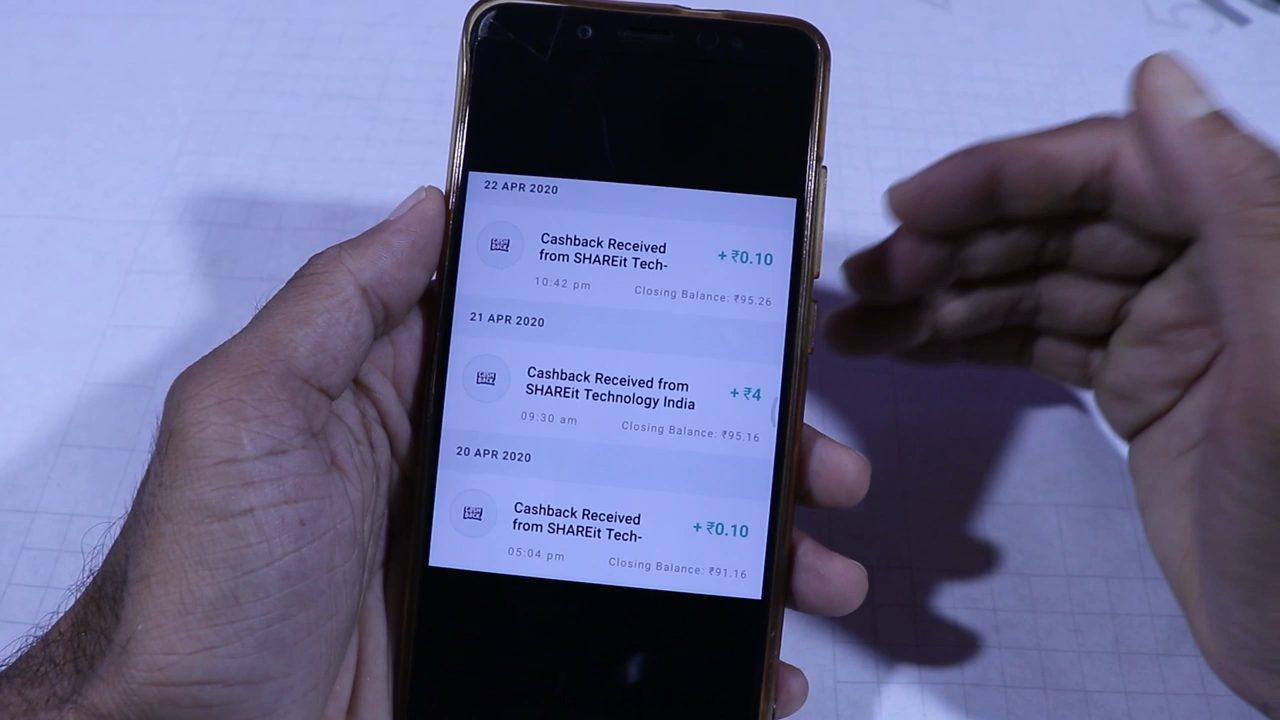 22 APR 2020
Cashback Received
from SHAREit Tech-
+ ₹0.10
10:42 pm
Closing Balance: ₹95.26
21 APR 2020
Cashback Received from
SHAREit Technology India
+ ₹4
09:30 am
Closing Balance: ₹95.16
20 APR 2020
Cashback Received
from SHAREit Tech-
+ ₹0.10
05:04 pm
Closing Balance: ₹91.16